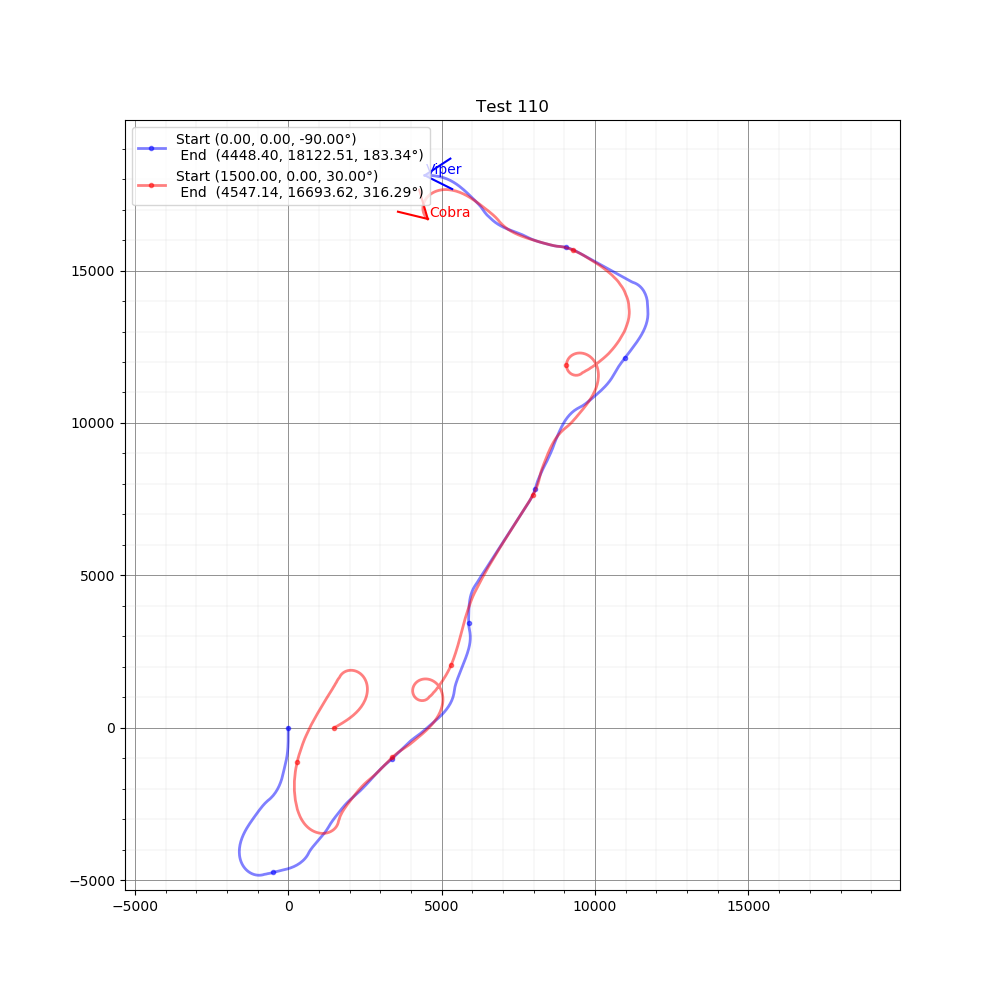 Test 110
Start (0.00, 0.00, -90.00°)
End (4448.40, 18122.51, 183.34°)
Start (1500.00, 0.00, 30.00°)
End (4547.14, 16693.62, 316.29°)
Viper
Cobra
15000
10000
5000
0
−5000
−5000
0
5000
10000
15000